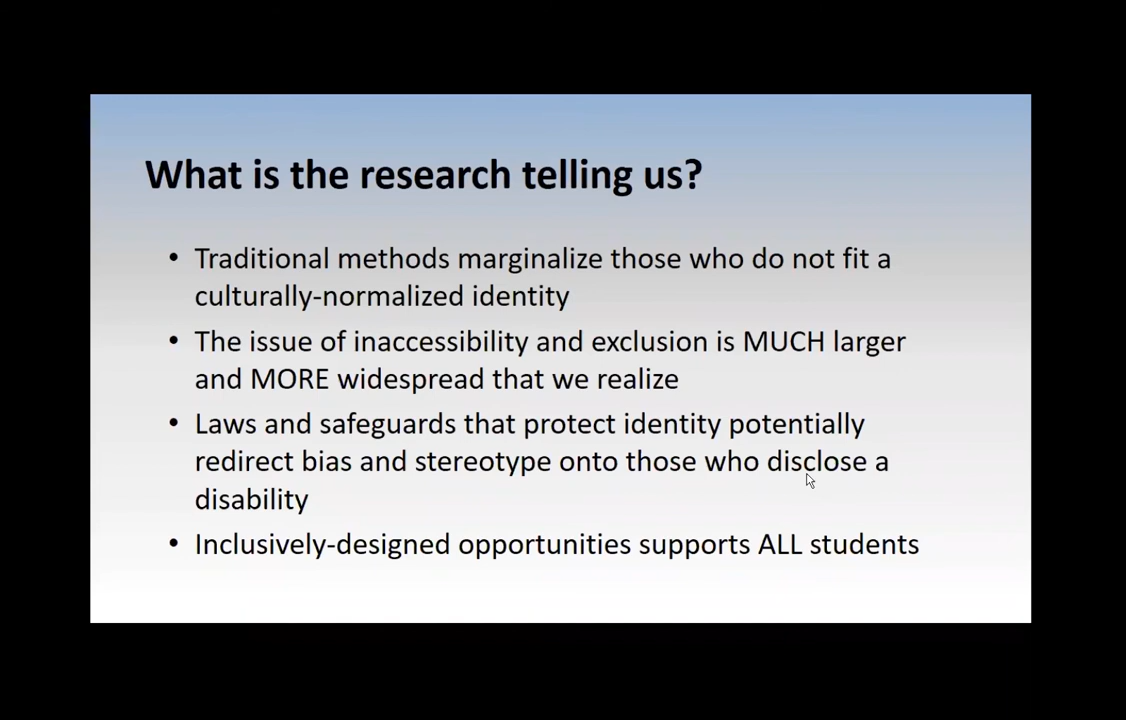 What is the research telling us?
• Traditional methods marginalize those who do not fit a
culturally-normalized identity
• The issue of inaccessibility and exclusion is MUCH larger
and MORE widespread that we realize
• Laws and safeguards that protect identity potentially
redirect bias and stereotype onto those who disclose a
disability
• Inclusively-designed opportunities supports ALL students